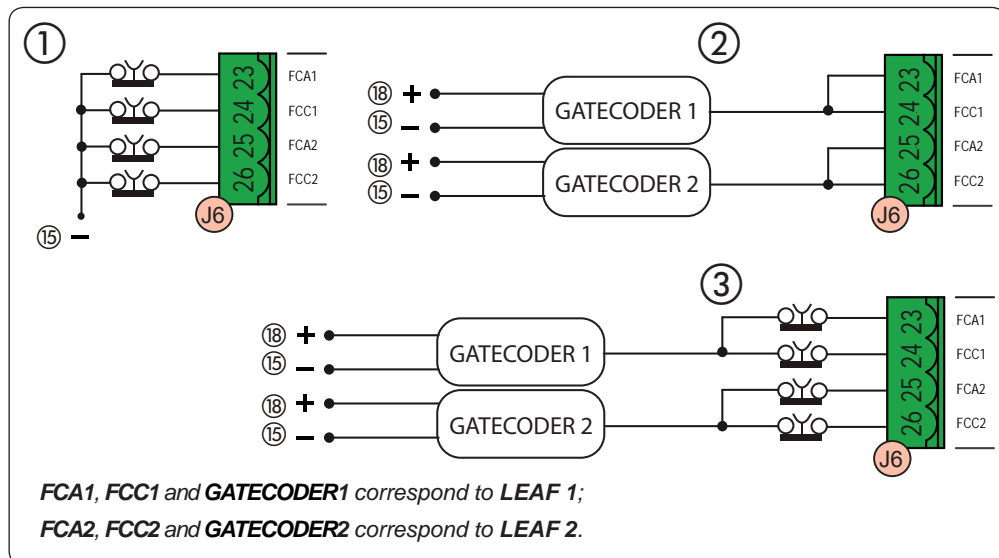 ①
23 FCA1
24 FCC1
25 FCA2
26 FCC2
J6
⑮ −
②
⑱ +
⑮ −
GATECODER 1
⑱ +
⑮ −
GATECODER 2
23 FCA1
24 FCC1
25 FCA2
26 FCC2
J6
③
⑱ +
⑮ −
GATECODER 1
⑱ +
⑮ −
GATECODER 2
23 FCA1
24 FCC1
25 FCA2
26 FCC2
J6
FCA1, FCC1 and GATECODER1 correspond to LEAF 1;
FCA2, FCC2 and GATECODER2 correspond to LEAF 2.